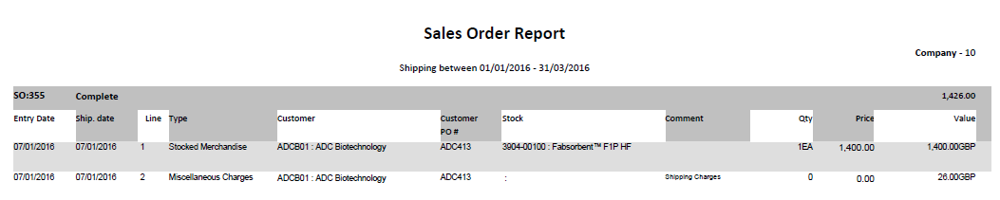 Sales Order Report
Company - 10
Shipping between 01/01/2016 - 31/03/2016
SO:355 Complete 1,426.00
Entry Date Ship. date Line Type Customer Customer PO # Stock Comment Qty Price Value
07/01/2016 07/01/2016 1 Stocked Merchandise ADCB01 : ADC Biotechnology ADC413 3904-00100 : Fabsorbent™ F1P HF 1EA 1,400.00 1,400.00GBP
07/01/2016 07/01/2016 2 Miscellaneous Charges ADCB01 : ADC Biotechnology ADC413 : Shipping Charges 0 0.00 26.00GBP